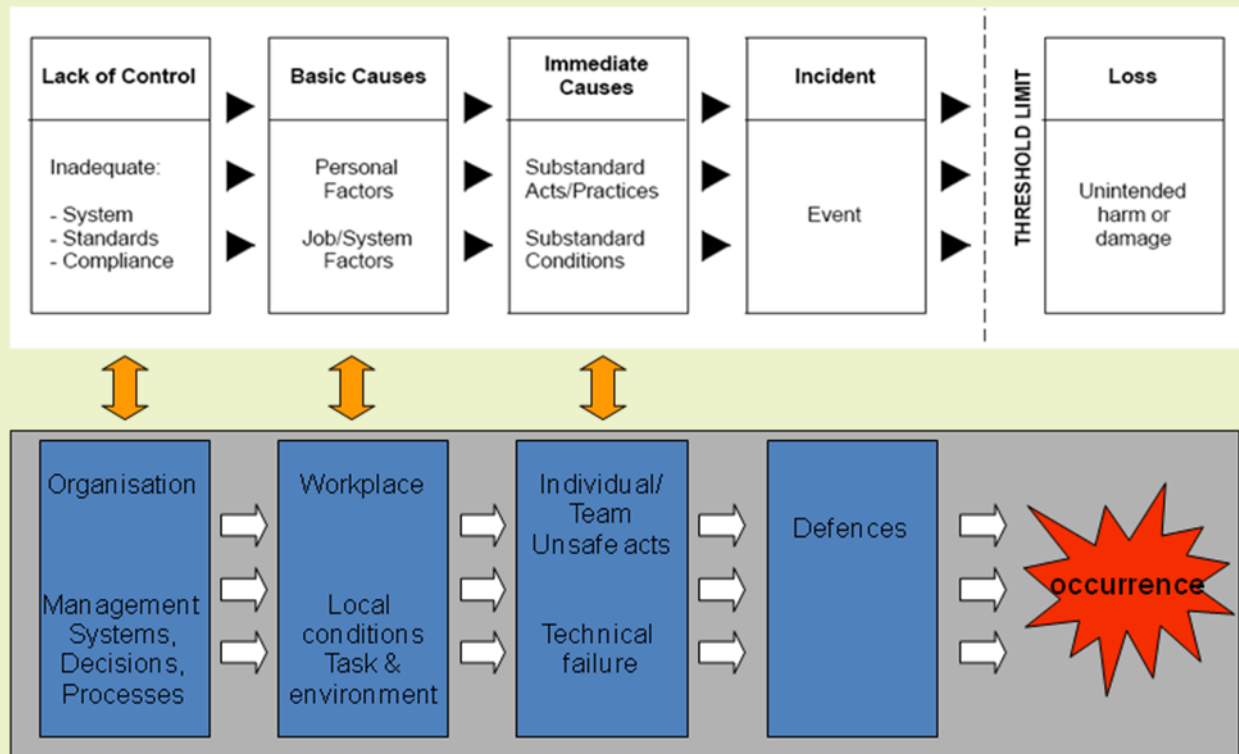 Lack of Control
Inadequate:
- System
- Standards
- Compliance
Basic Causes
Personal
Factors
Job/System
Factors
Immediate
Causes
Substandard
Acts/Practices
Substandard
Conditions
Incident
Event
THRESHOLD LIMIT
Loss
Unintended
harm or
damage
Organisation
Management
Systems,
Decisions,
Processes
Workplace
Local
conditions
Task &
environment
Individual/
Team
Unsafe acts
Technical
failure
Defences
occurrence